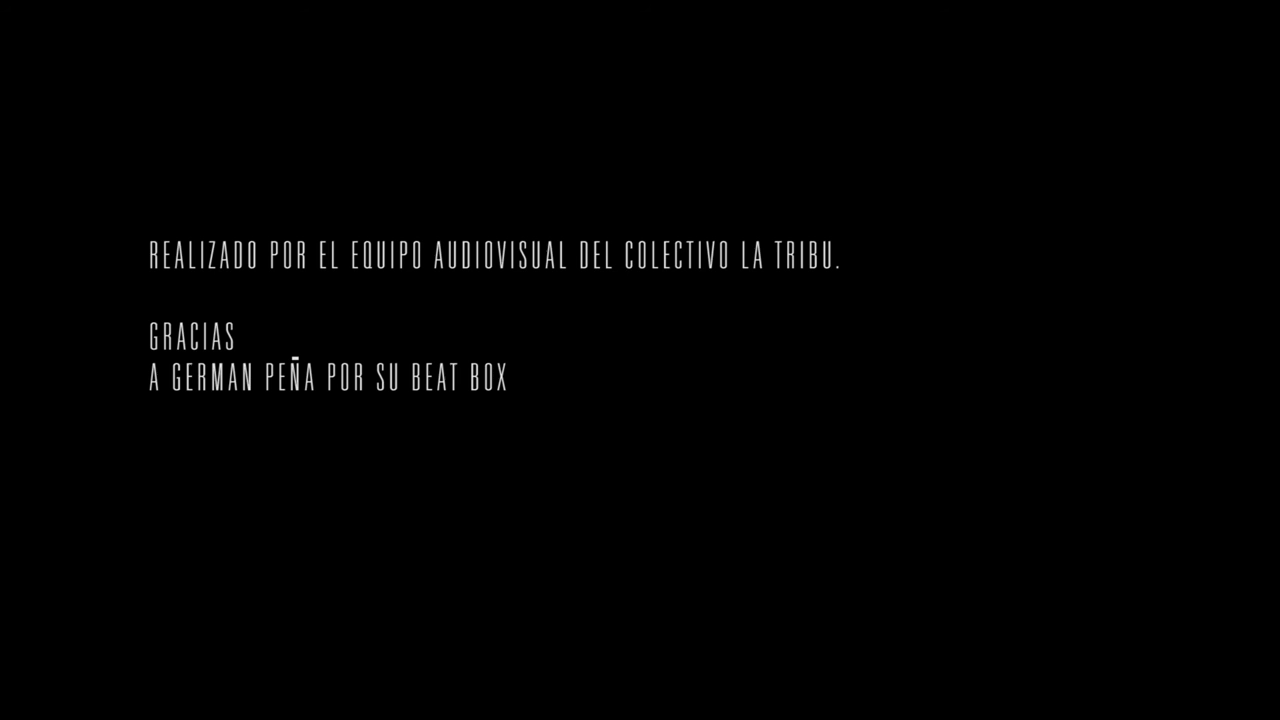 REALIZADO POR EL EQUIPO AUDIOVISUAL DEL COLECTIVO LA TRIBU.
GRACIAS
A GERMAN PEÑA POR SU BEAT BOX